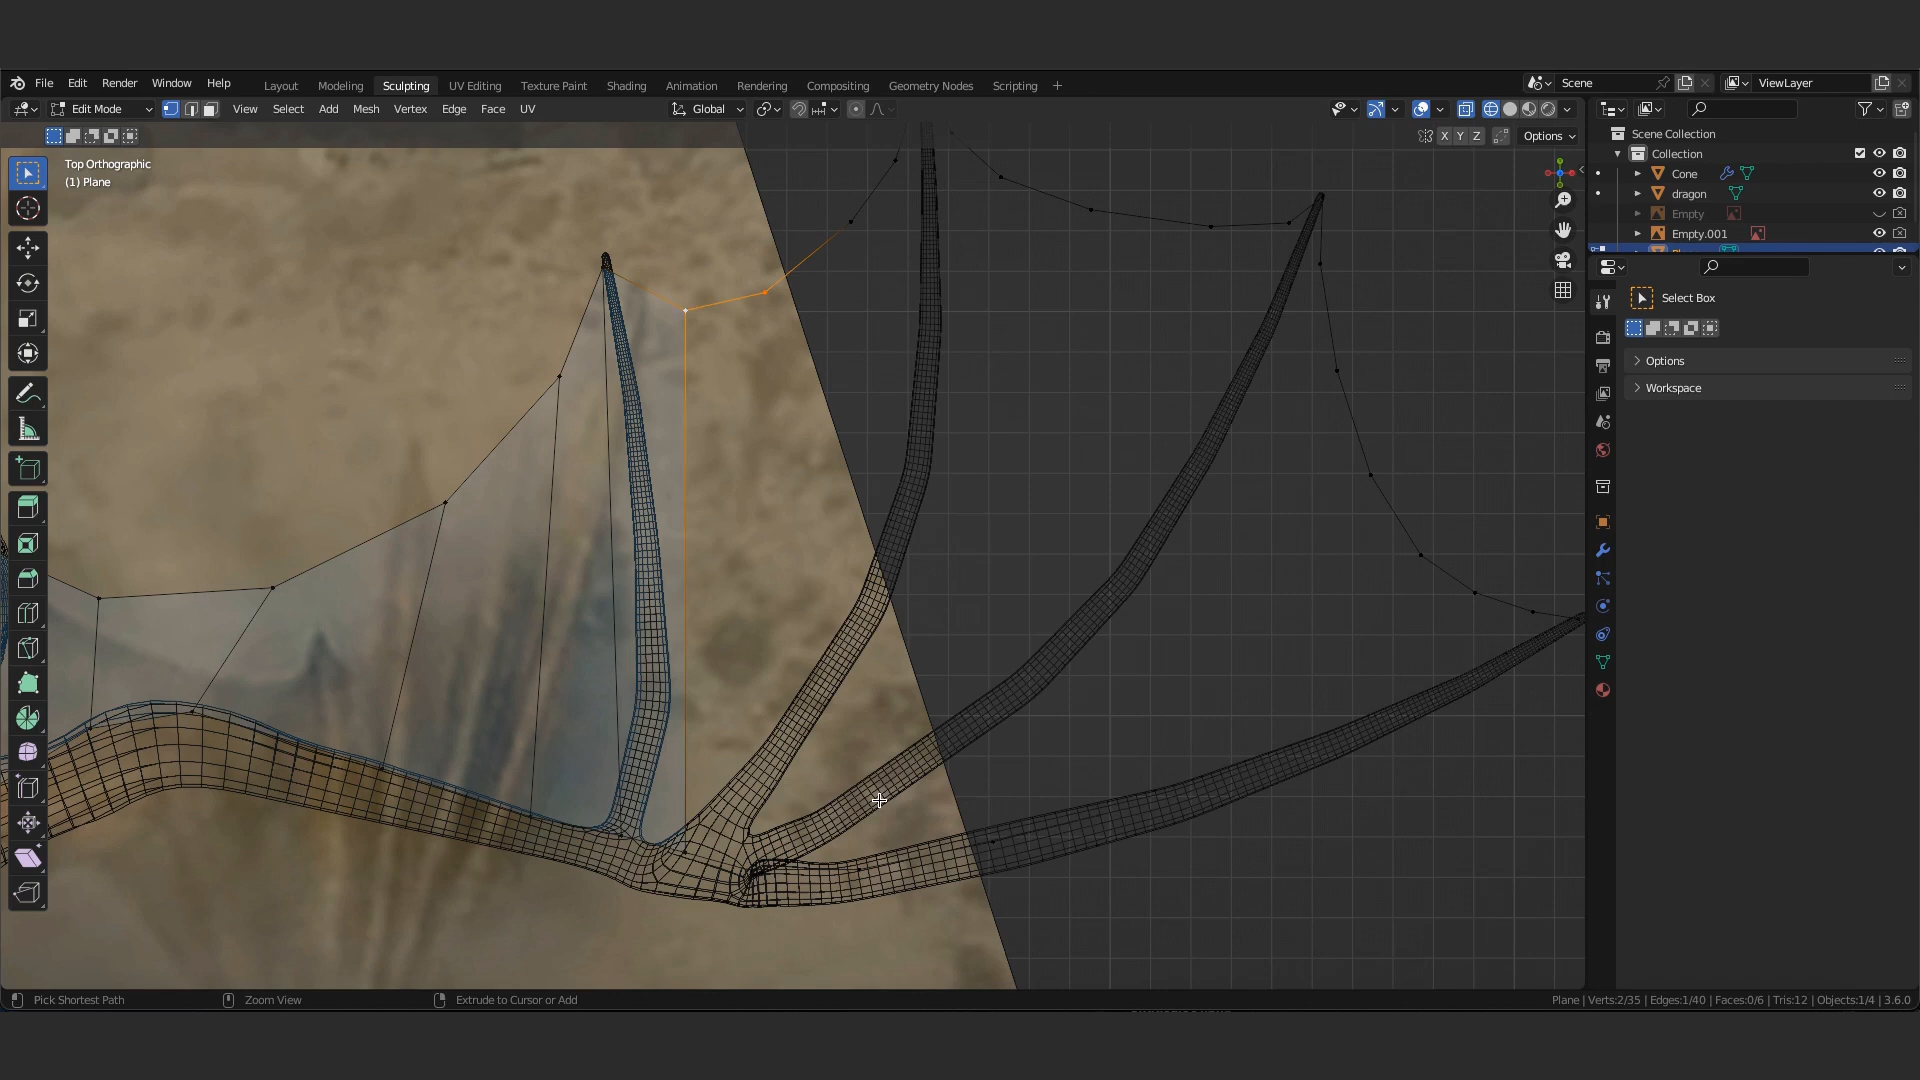 File Edit Render Window Help Layout Modeling Sculpting UV Editing Texture Paint Shading Animation Rendering Compositing Geometry Nodes Scripting + Scene ViewLayer
Edit Mode View Select Add Mesh Vertex Edge Face UV Global
X Y Z Options
Top Orthographic
(1) Plane
Scene Collection
Collection
Cone
dragon
Empty
Empty.001
Select Box
Options
Workspace
Pick Shortest Path Zoom View Extrude to Cursor or Add Plane | Verts:2/35 | Edges:1/40 | Faces:0/6 | Tris:12 | Objects:1/4 | 3.6.0